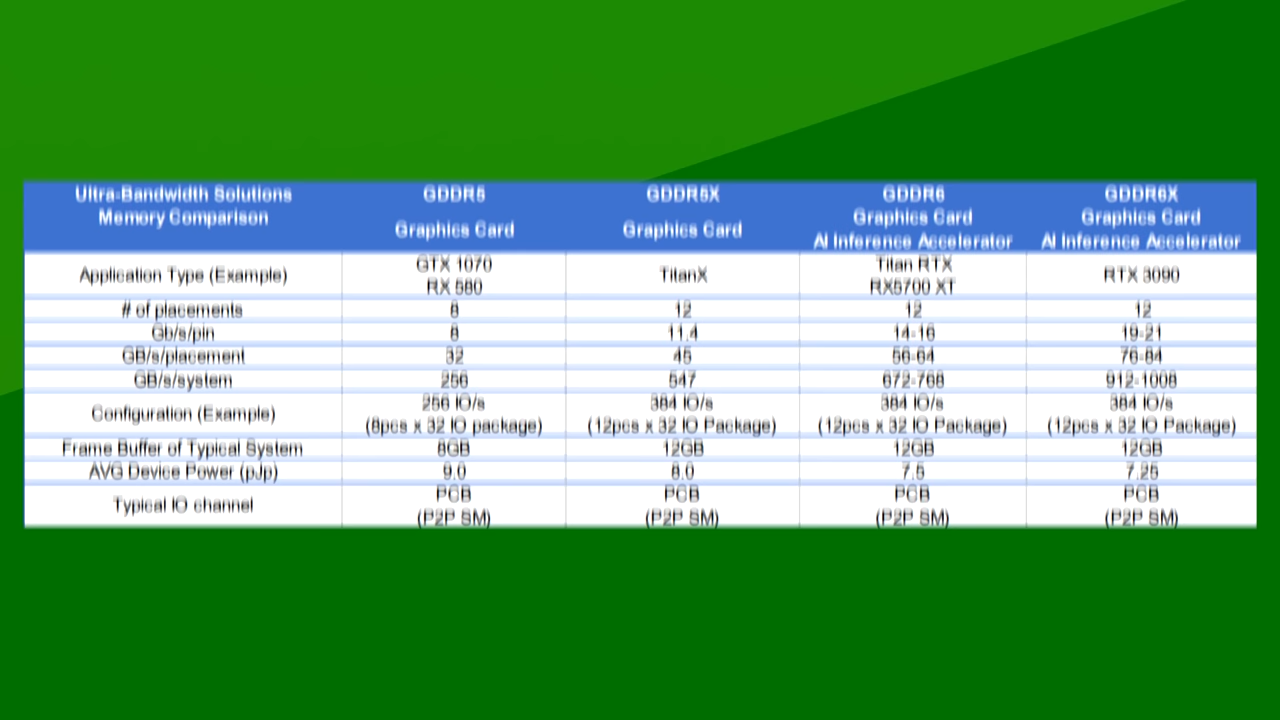 Ultra-Bandwidth Solutions
Memory Comparison
GDDR5
Graphics Card
GDDR5X
Graphics Card
GDDR6
Graphics Card
AI Inference Accelerator
GDDR6X
Graphics Card
AI Inference Accelerator
Application Type (Example)
GTX 1070
RX 580
TitanX
Titan RTX
RX5700 XT
RTX 3090
# of placements 8 12 12 12
Gb/s/pin 8 11.4 14-16 19-21
GB/s/placement 32 45 56-64 76-84
GB/s/system 256 547 672-768 912-1008
Configuration (Example)
256 IO/s
(8pcs x 32 IO package)
384 IO/s
(12pcs x 32 IO Package)
384 IO/s
(12pcs x 32 IO Package)
384 IO/s
(12pcs x 32 IO Package)
Frame Buffer of Typical System 8GB 12GB 12GB 12GB
AVG Device Power (pJp) 9.0 8.0 7.5 7.25
Typical IO channel
PCB
(P2P SM)
PCB
(P2P SM)
PCB
(P2P SM)
PCB
(P2P SM)